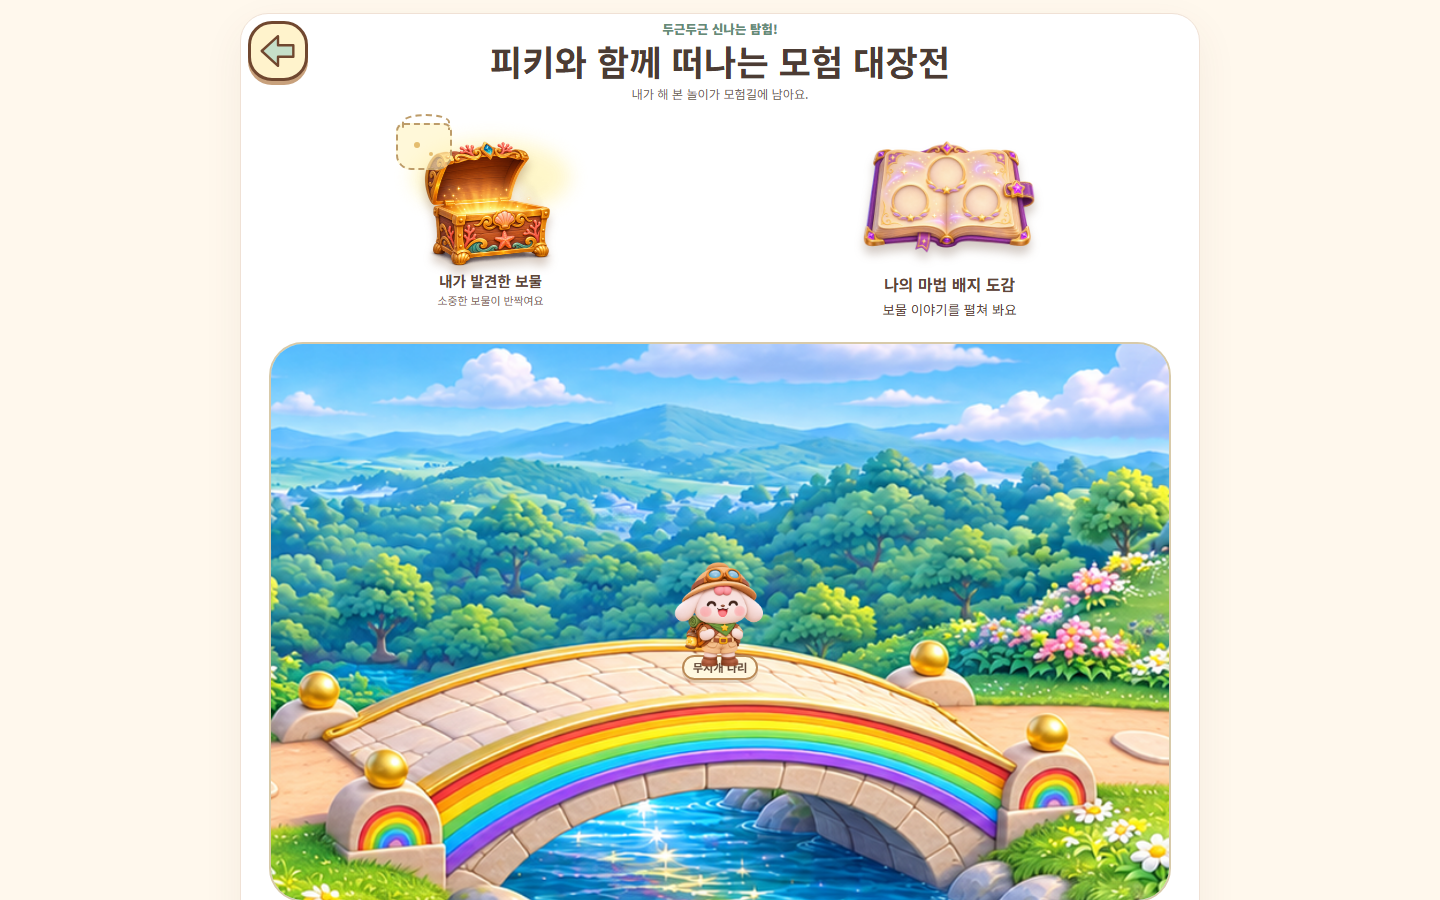 두근두근 신나는 탐험!
피키와 함께 떠나는 모험 대장전
내가 해 본 놀이가 모험길에 남아요.
내가 발견한 보물
소중한 보물이 반짝여요
나의 마법 배지 도감
보물 이야기를 펼쳐 봐요
무지개 다리